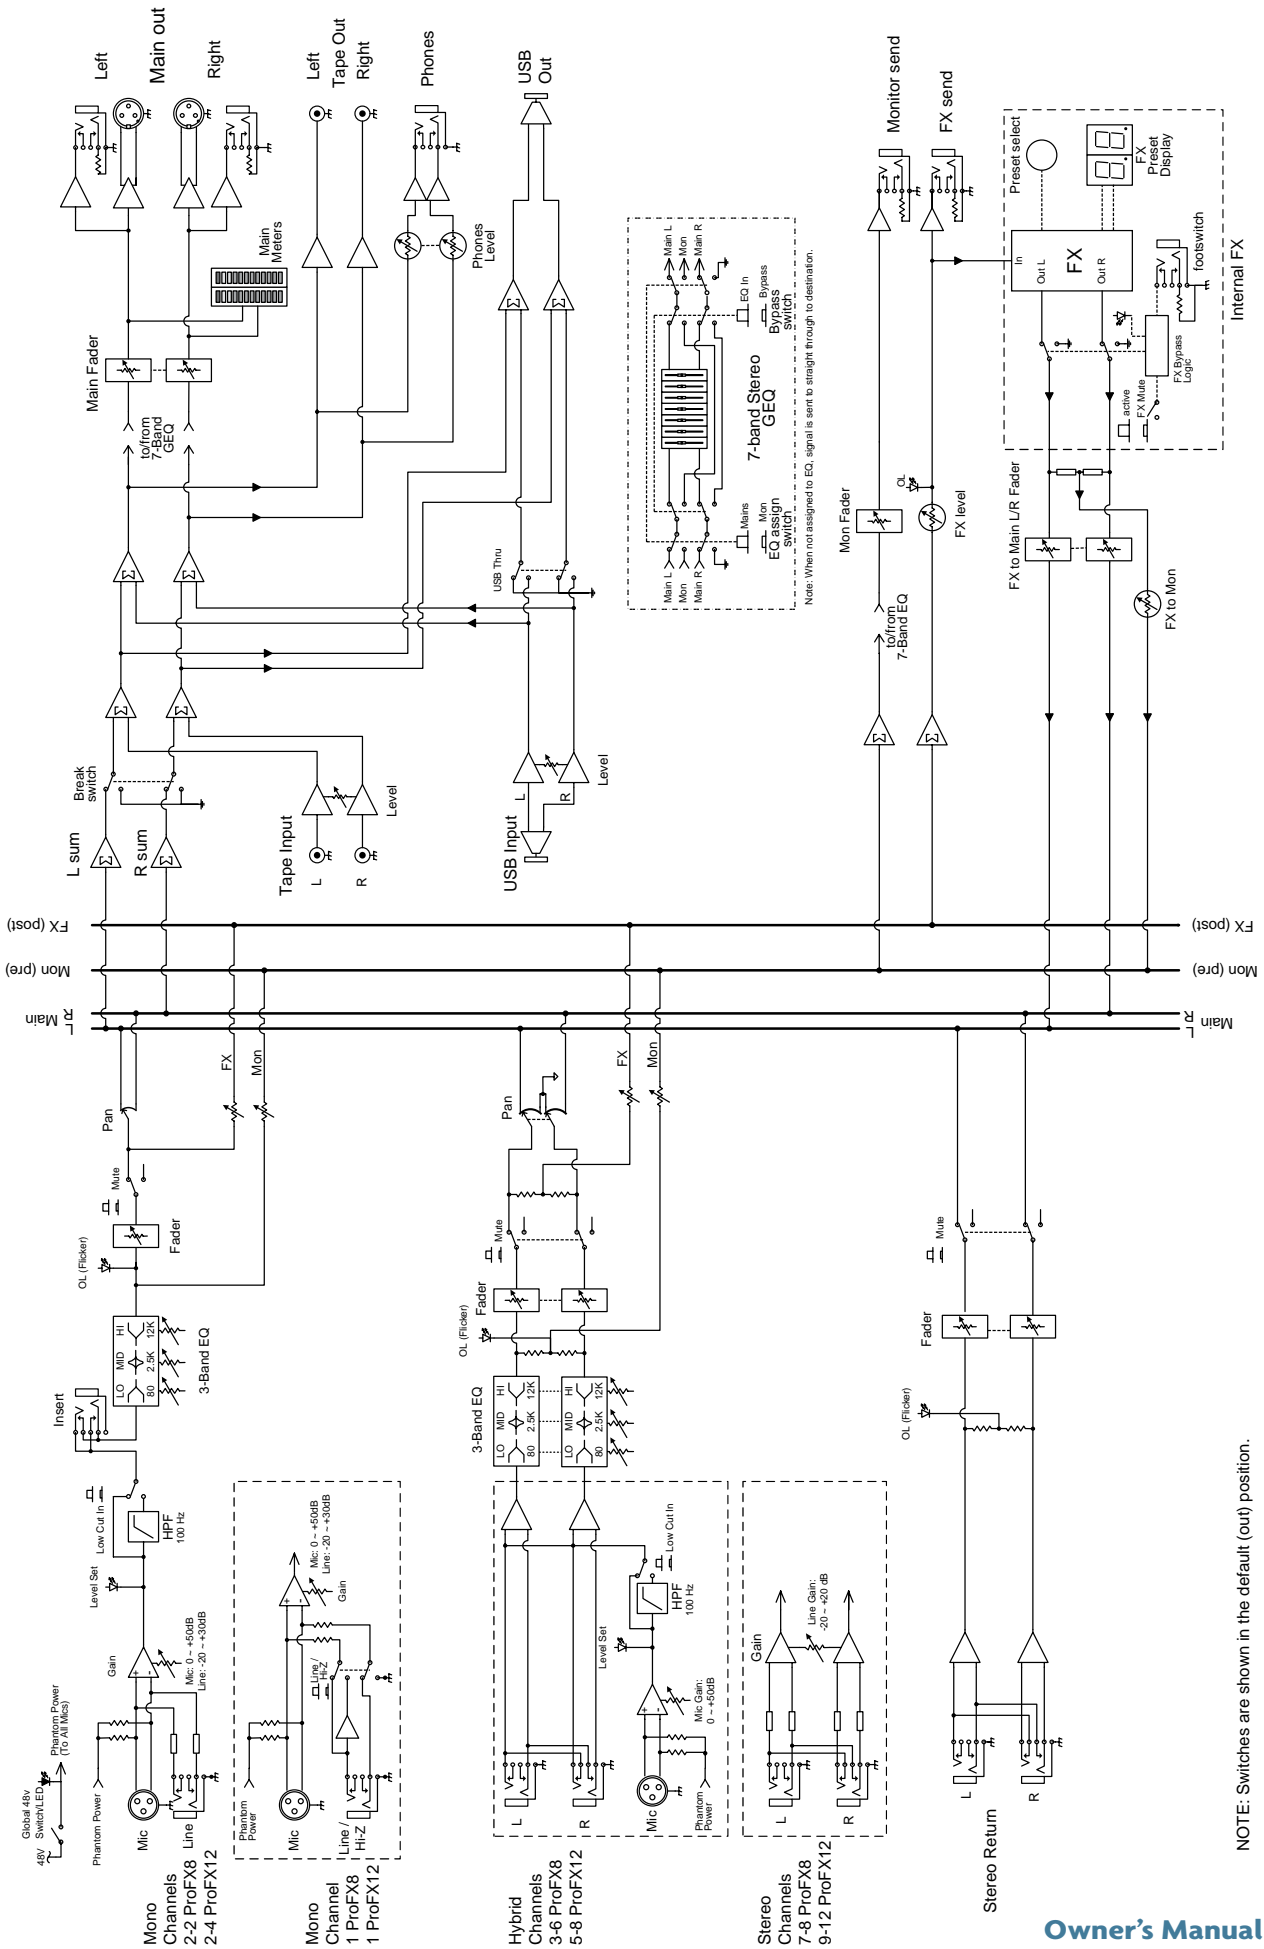 Left
Main out
Right
Left
Tape Out
Right
Phones
USB
Out
Main Fader
Main
Meters
Phones
Level
to/from
7-Band
GEQ
Break
switch
L sum
R sum
Tape Input
L
R
Level
USB Input
L
R
Level
USB Thru
Main L
Mon
Main R
EQ In
Bypass
Bypass
switch
7-band Stereo
GEQ
Mains
Mon
EQ assign
switch
Main L
Mon
Main R
Note: When not assigned to EQ, signal is sent to straight through to destination.
Monitor send
FX send
Mon Fader
to/from
7-Band EQ
OL
FX level
Preset select
FX
Preset
Display
In
Out L
FX
Out R
footswitch
FX Bypass
Logic
active
FX Mute
Internal FX
FX to Main L/R Fader
FX to Mon
FX (post)
Mon (pre)
Main
R
L
FX (post)
Mon (pre)
R
Main
L
Pan
FX
Mon
Mute
Fader
OL (Flicker)
Insert
LO
MID
HI
80
2.5K
12K
3-Band EQ
Low Cut In
HPF
100 Hz
Level Set
Gain
Mic: 0 ~ +50dB
Line: -20 ~ +30dB
Global 48v
Switch/LED
48V
Phantom Power
(To All Mics)
Phantom Power
Mic
Line
Mono
Channels
2-2 ProFX8
2-4 ProFX12
Mic: 0 ~ +50dB
Line: -20 ~ +30dB
Gain
Line /
Hi-Z
Phantom
Power
Mic
Line /
Hi-Z
Mono
Channel
1 ProFX8
1 ProFX12
Pan
FX
Mon
Mute
Fader
OL (Flicker)
3-Band EQ
LO
MID
HI
80
2.5K
12K
LO
MID
HI
80
2.5K
12K
Low Cut In
HPF
100 Hz
Level Set
Mic Gain:
0 ~ +50dB
L
R
Mic
Phantom
Power
Hybrid
Channels
3-6 ProFX8
5-8 ProFX12
Gain
Line Gain:
-20 ~ +20 dB
L
R
Stereo
Channels
7-8 ProFX8
9-12 ProFX12
Mute
Fader
OL (Flicker)
L
R
Stereo Return
NOTE: Switches are shown in the default (out) position.
Owner's Manual